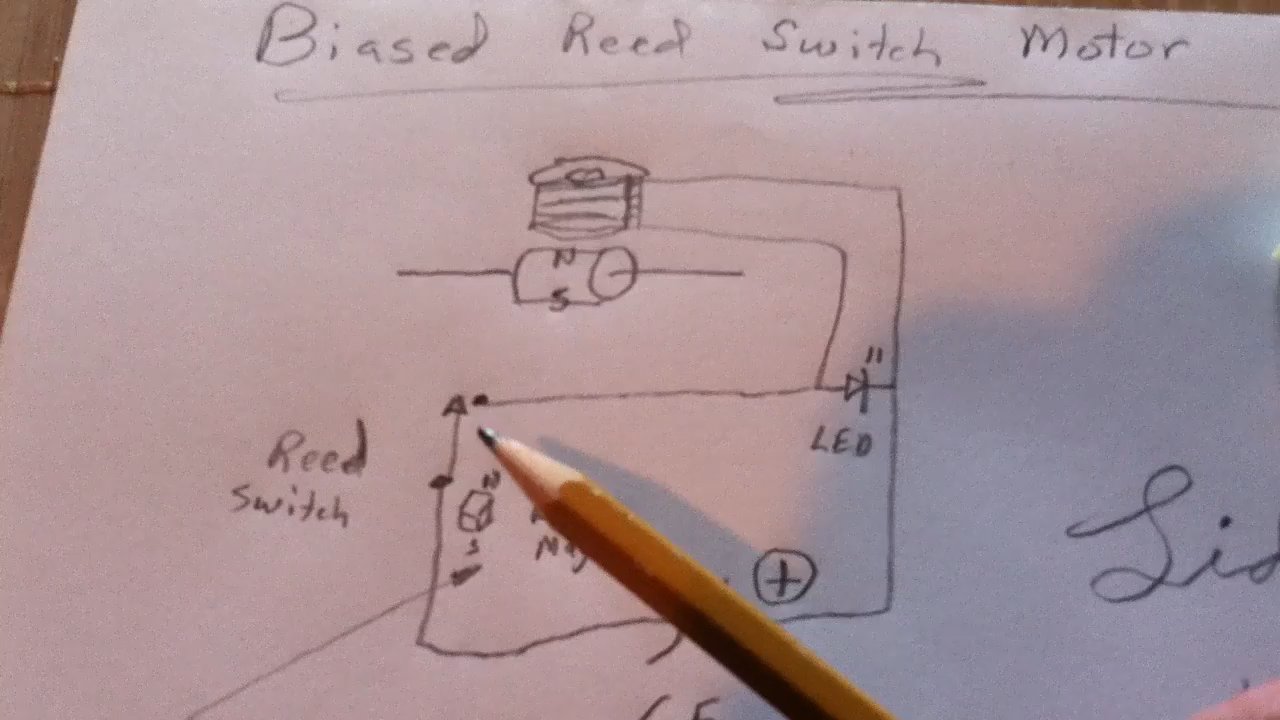 Biased Reed Switch Motor
N
S
"
LED
A
Reed
Switch
N
S
+